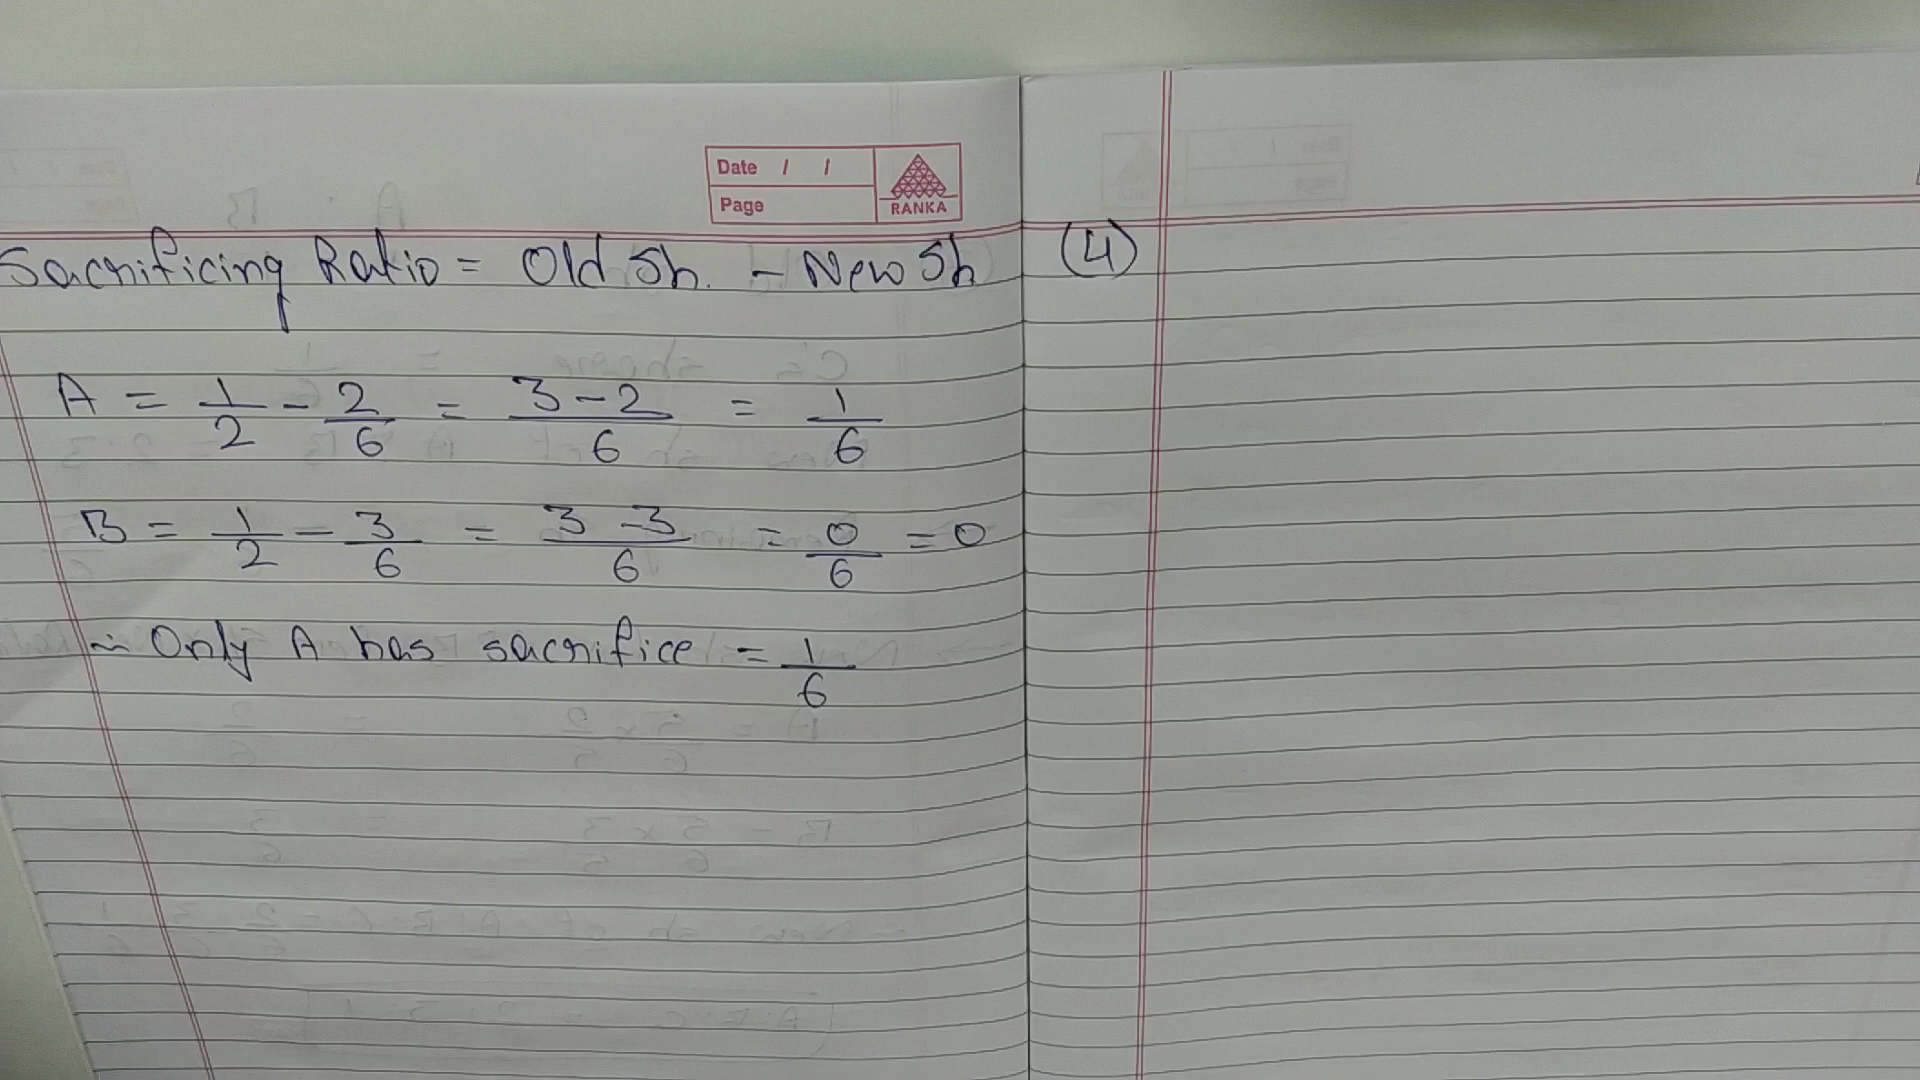 Date / /
Page
RANKA
Sacrificing Ratio = Old Sh. - New Sh
A = 1/2 - 2/6 = 3-2/6 = 1/6
B = 1/2 - 3/6 = 3-3/6 = 0/6 = 0
∴ Only A has sacrifice = 1/6
(4)